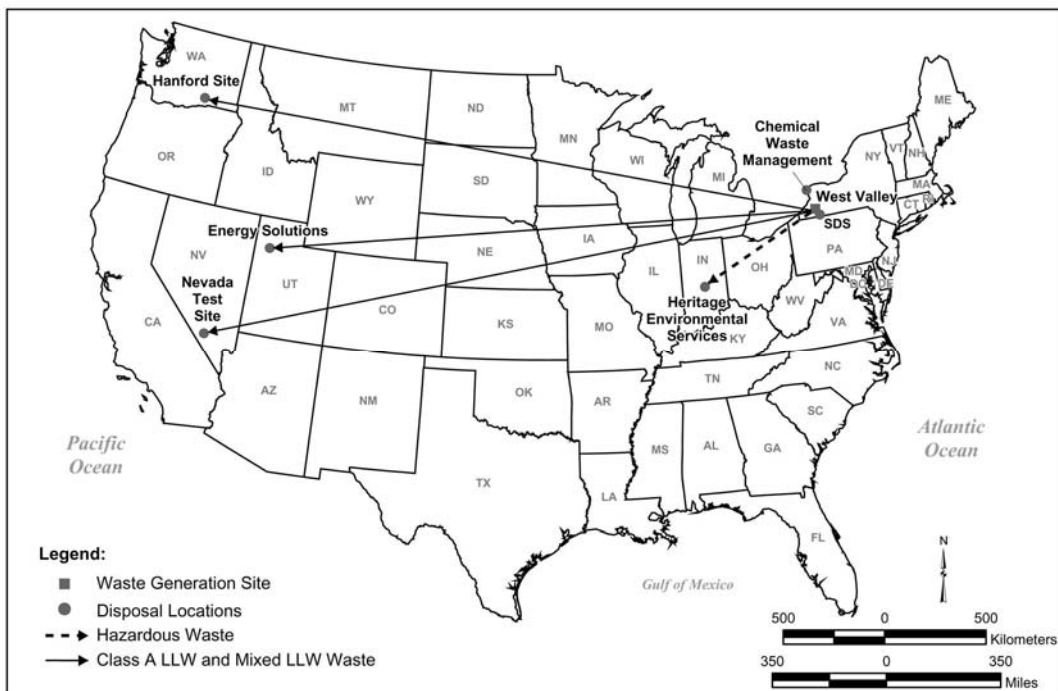 WA
Hanford Site
MT
ND
MN
ME
OR
ID
WY
SD
WI
MI
Chemical
Waste
Management
NY
VT
NH
MA
CT
RI
West Valley
SDS
Energy Solutions
NV
UT
NE
IA
IL
IN
OH
PA
NJ
MD
DC
DE
Nevada
Test
Site
CA
CO
KS
MO
Heritage
Environmental
Services
KY
WV
VA
AZ
NM
OK
AR
TN
NC
SC
MS
AL
GA
TX
LA
FL
Pacific
Ocean
Atlantic
Ocean
Gulf of Mexico
N
Legend:
Waste Generation Site
Disposal Locations
Hazardous Waste
Class A LLW and Mixed LLW Waste
500 0 500
Kilometers
350 0 350
Miles